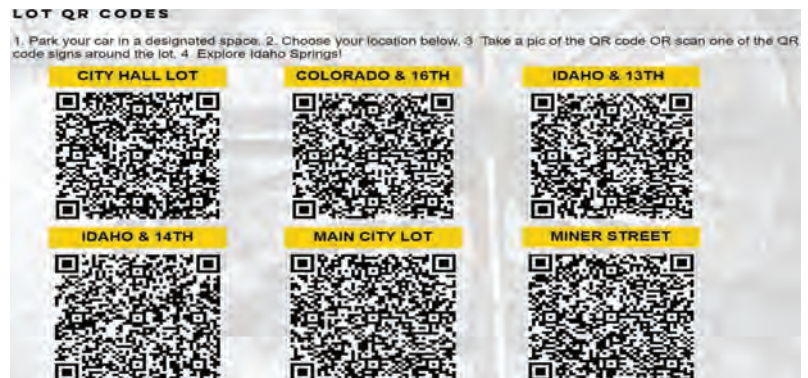 LOT QR CODES
1. Park your car in a designated space. 2. Choose your location below. 3 Take a pic of the QR code OR scan one of the QR
code signs around the lot. 4 Explore Idaho Springs!
CITY HALL LOT COLORADO & 16TH IDAHO & 13TH
IDAHO & 14TH MAIN CITY LOT MINER STREET